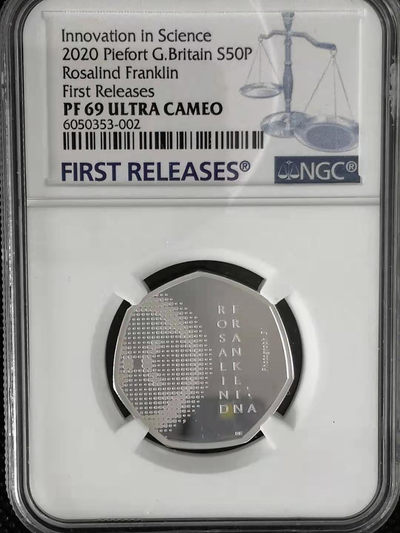 Innovation in Science
2020 Piefort G.Britain S50P
Rosalind Franklin
First Releases
PF 69 ULTRA CAMEO
6050353-002
FIRST RELEASES®
NGC®
ROSALIND
FRANKLIN
DNA